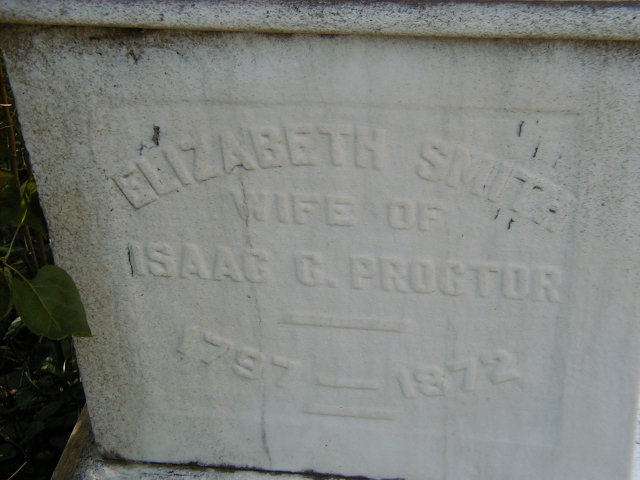 ELIZABETH SMITH
WIFE OF
ISAAC C. PROCTOR
1797 — 1872